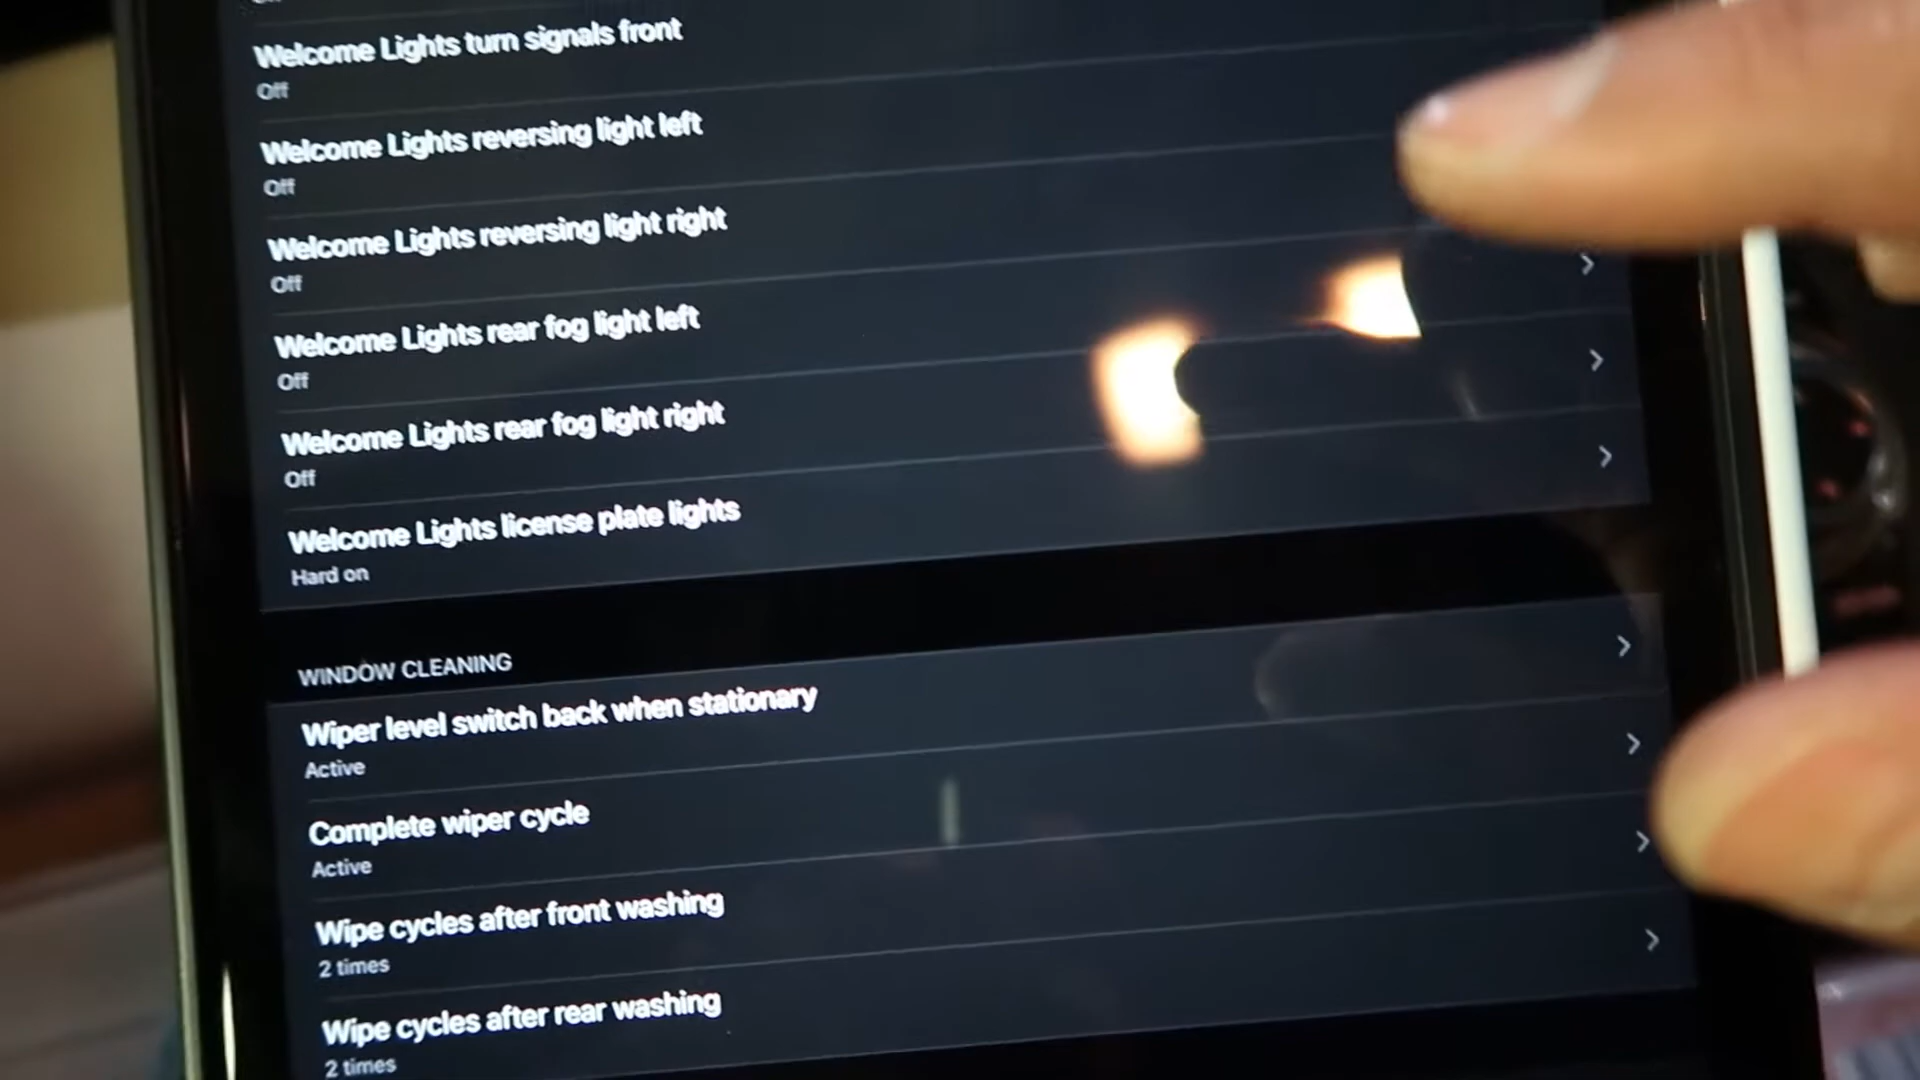 Welcome Lights turn signals front
Off
Welcome Lights reversing light left
Off
Welcome Lights reversing light right
Off
Welcome Lights rear fog light left
Off
Welcome Lights rear fog light right
Off
Welcome Lights license plate lights
Hard on
WINDOW CLEANING
Wiper level switch back when stationary
Active
Complete wiper cycle
Active
Wipe cycles after front washing
2 times
Wipe cycles after rear washing
2 times